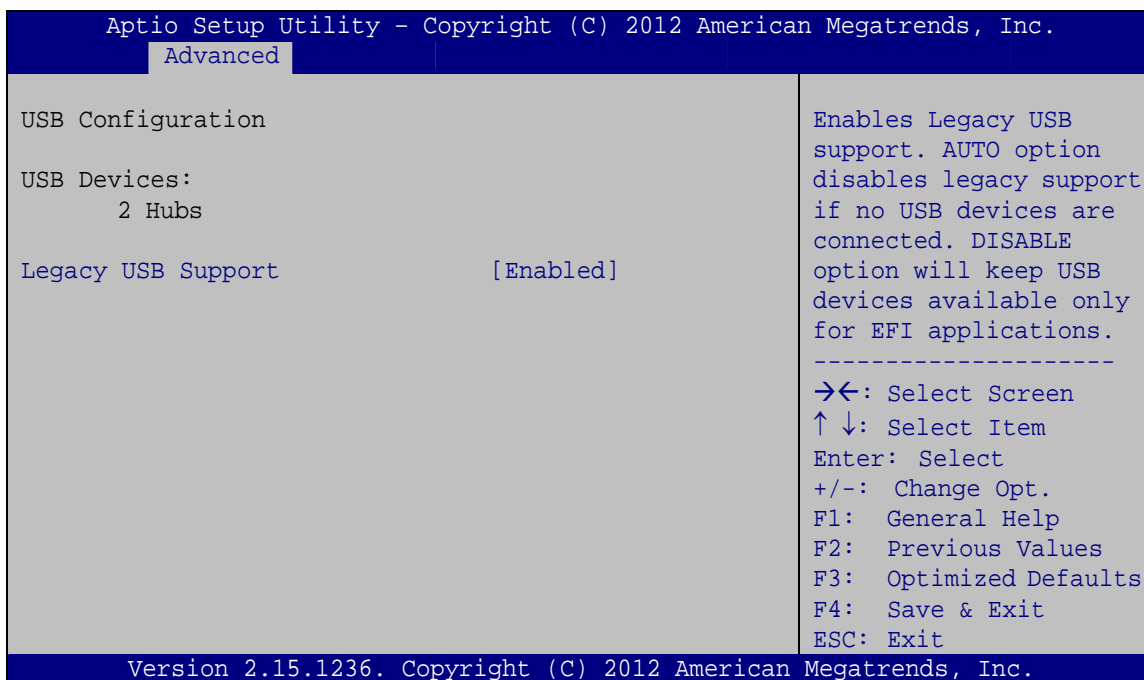 Aptio Setup Utility – Copyright (C) 2012 American Megatrends, Inc.
Advanced
USB Configuration
USB Devices:
2 Hubs
Legacy USB Support [Enabled]
Enables Legacy USB
support. AUTO option
disables legacy support
if no USB devices are
connected. DISABLE
option will keep USB
devices available only
for EFI applications.
---------------------
→←: Select Screen
↑ ↓: Select Item
Enter: Select
+/-: Change Opt.
F1: General Help
F2: Previous Values
F3: Optimized Defaults
F4: Save & Exit
ESC: Exit
Version 2.15.1236. Copyright (C) 2012 American Megatrends, Inc.